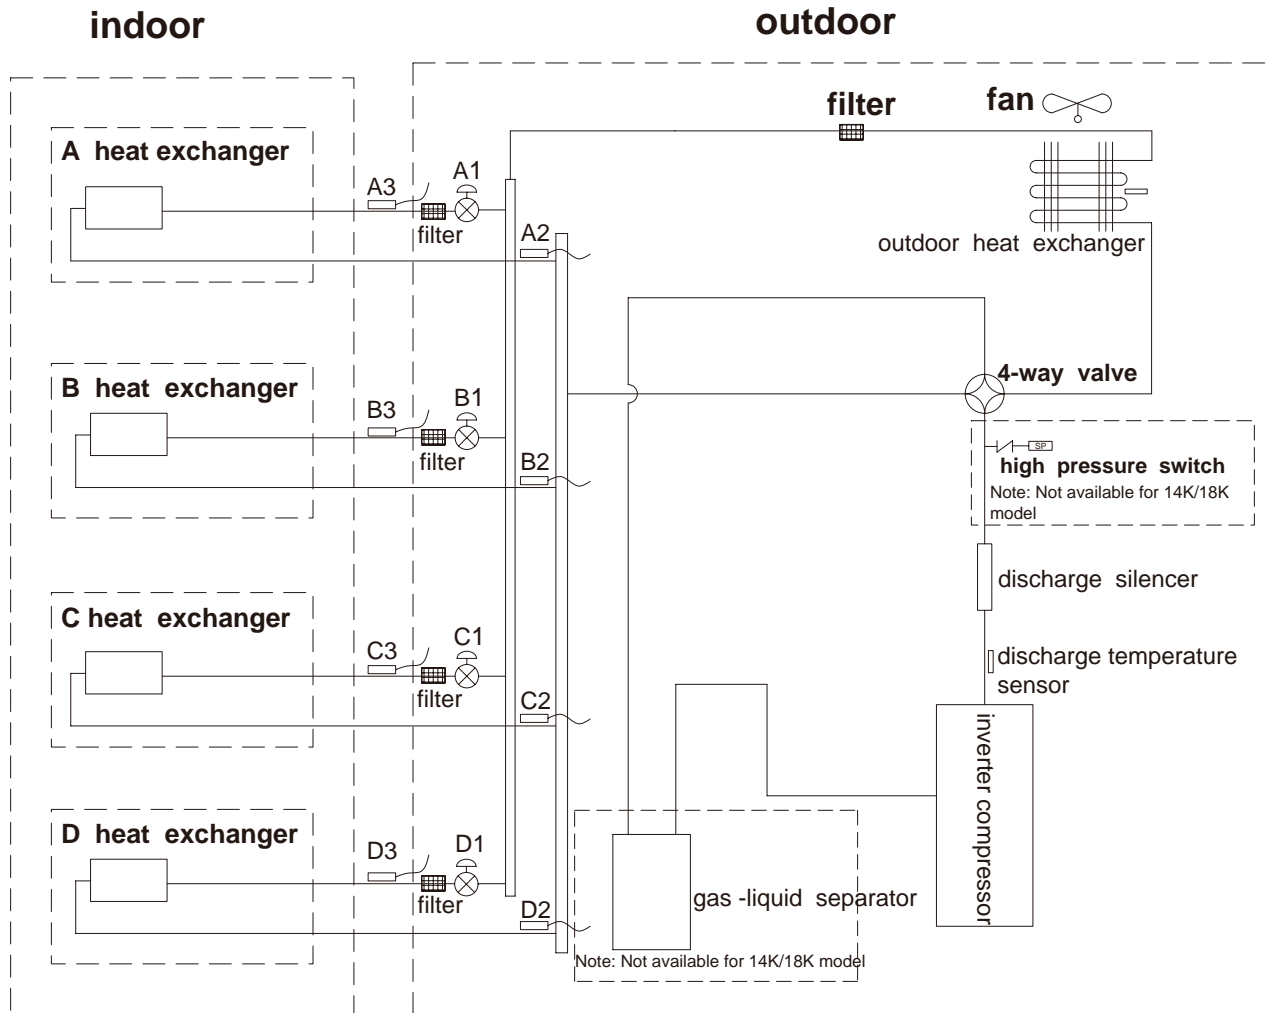 indoor
outdoor
filter
fan
A heat exchanger
A3
A1
filter
A2
outdoor heat exchanger
B heat exchanger
B3
B1
filter
B2
4-way valve
SP
high pressure switch
Note: Not available for 14K/18K
model
discharge silencer
C heat exchanger
C3
C1
filter
C2
discharge temperature
sensor
inverter compressor
D heat exchanger
D3
D1
filter
D2
gas -liquid separator
Note: Not available for 14K/18K model